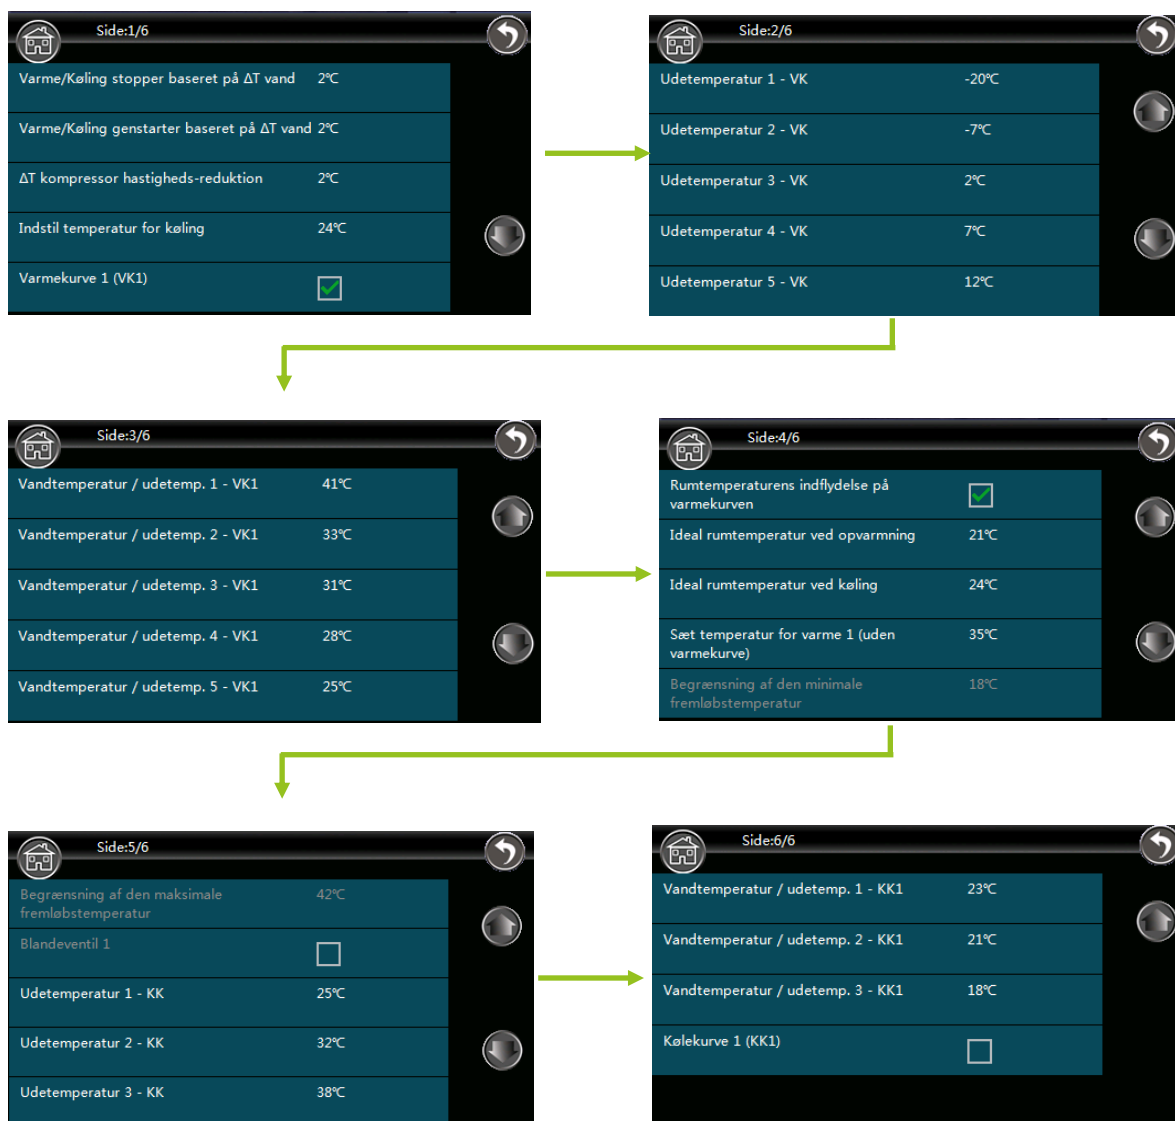 Side:1/6
Varme/Køling stopper baseret på ΔT vand 2℃
Varme/Køling genstarter baseret på ΔT vand 2℃
ΔT kompressor hastigheds-reduktion 2℃
Indstil temperatur for køling 24℃
Varmekurve 1 (VK1)
Side:2/6
Udetemperatur 1 - VK -20℃
Udetemperatur 2 - VK -7℃
Udetemperatur 3 - VK 2℃
Udetemperatur 4 - VK 7℃
Udetemperatur 5 - VK 12℃
Side:3/6
Vandtemperatur / udetemp. 1 - VK1 41℃
Vandtemperatur / udetemp. 2 - VK1 33℃
Vandtemperatur / udetemp. 3 - VK1 31℃
Vandtemperatur / udetemp. 4 - VK1 28℃
Vandtemperatur / udetemp. 5 - VK1 25℃
Side:4/6
Rumtemperaturens indflydelse på
varmekurven
Ideal rumtemperatur ved opvarmning 21℃
Ideal rumtemperatur ved køling 24℃
Sæt temperatur for varme 1 (uden 35℃
varmekurve)
Begrænsning af den minimale 18℃
fremløbstemperatur
Side:5/6
Begrænsning af den maksimale 42℃
fremløbstemperatur
Blandeventil 1
Udetemperatur 1 - KK 25℃
Udetemperatur 2 - KK 32℃
Udetemperatur 3 - KK 38℃
Side:6/6
Vandtemperatur / udetemp. 1 - KK1 23℃
Vandtemperatur / udetemp. 2 - KK1 21℃
Vandtemperatur / udetemp. 3 - KK1 18℃
Kølekurve 1 (KK1)